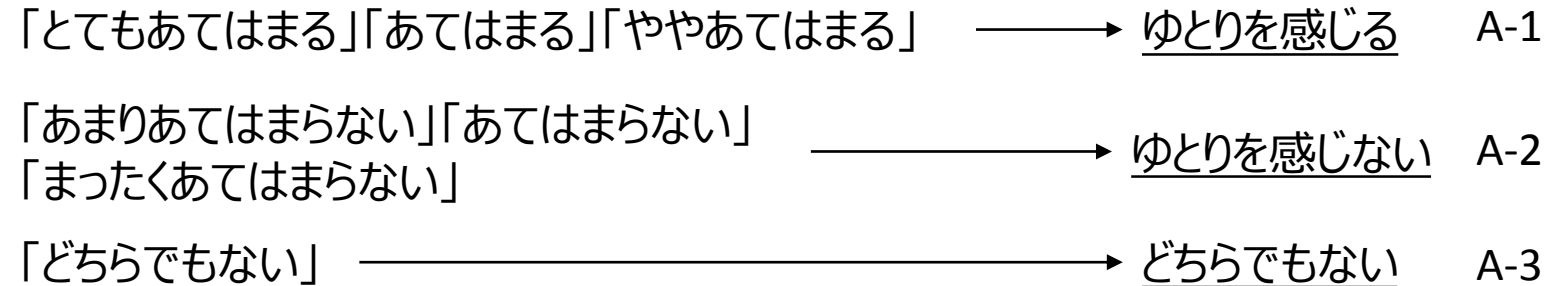 「とてもあてはまる」「あてはまる」「ややあてはまる」 ゆとりを感じる A-1
「あまりあてはまらない」「あてはまらない」
「まったくあてはまらない」 ゆとりを感じない A-2
「どちらでもない」 どちらでもない A-3